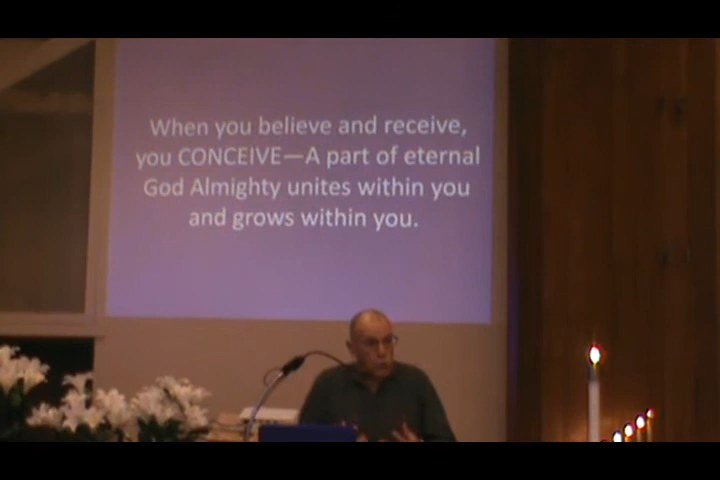 When you believe and receive,
you CONCEIVE—A part of eternal
God Almighty unites within you
and grows within you.